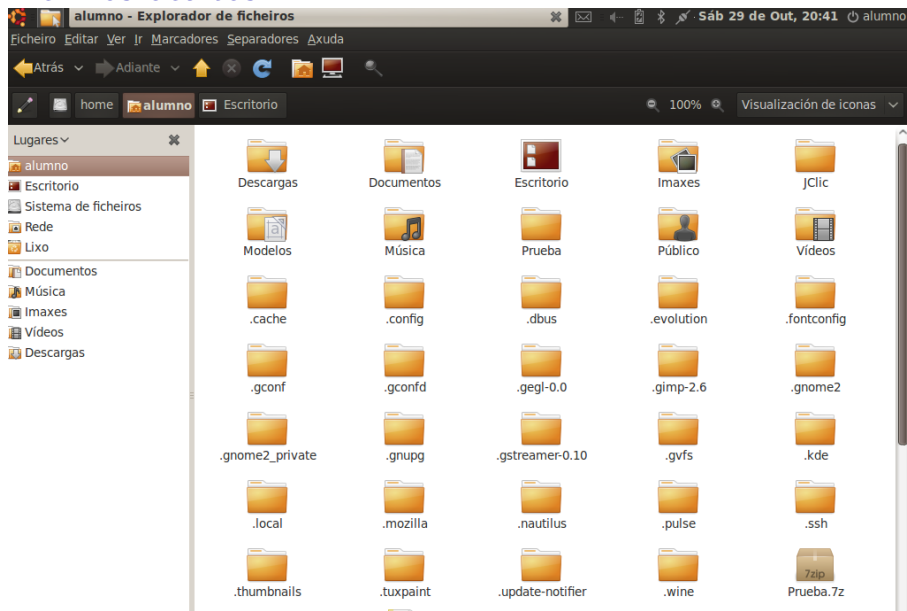 alumno - Explorador de ficheiros
Sáb 29 de Out, 20:41 alumno
Ficheiro Editar Ver Ir Marcadores Separadores Axuda
Atrás Adiante
home alumno Escritorio 100% Visualización de iconas
Lugares
alumno
Escritorio
Sistema de ficheiros
Rede
Lixo
Documentos
Música
Imaxes
Vídeos
Descargas
Descargas Documentos Escritorio Imaxes JClic
Modelos Música Prueba Público Vídeos
.cache .config .dbus .evolution .fontconfig
.gconf .gconfd .gegl-0.0 .gimp-2.6 .gnome2
.gnome2_private .gnupg .gstreamer-0.10 .gvfs .kde
.local .mozilla .nautilus .pulse .ssh
7zip
.thumbnails .tuxpaint .update-notifier .wine Prueba.7z